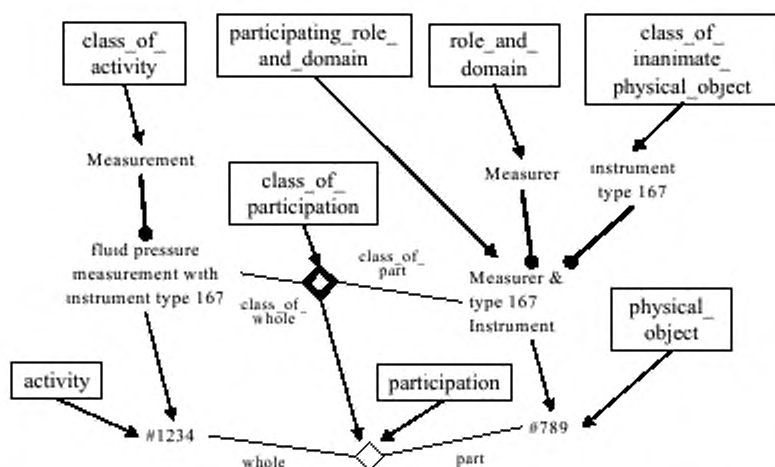 class_of_
activity
participating_role_
and_domain
role_and_
domain
class_of_
inanimate_
physical_object
Measurement
class_of_
participation
Measurer
instrument
type 167
fluid pressure
measurement with
instrument type 167
class_of_
part
class_of_
whole
Measurer &
type 167
Instrument
physical_
object
activity
participation
#1234
#789
whole
part